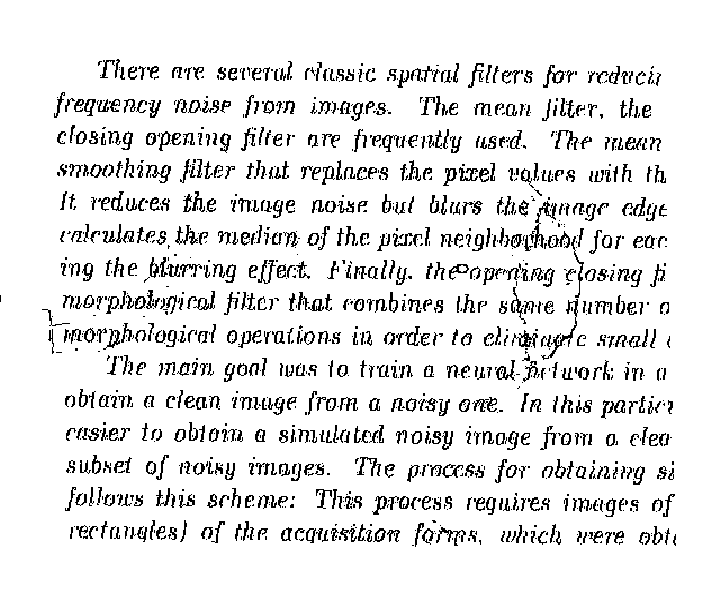 There are several classic spatial filters for reducin
frequency noise from images. The mean filter, the
closing opening filter are frequently used. The mean
smoothing filter that replaces the pixel values with th
It reduces the image noise but blurs the image edge
calculates the median of the pixel neighborhood for eac
ing the blurring effect. Finally, the opening closing fi
morphological filter that combines the same number o
morphological operations in order to eliminate small
The main goal was to train a neural network in a
obtain a clean image from a noisy one. In this particu
easier to obtain a simulated noisy image from a clea
subset of noisy images. The process for obtaining si
follows this scheme: This process requires images of
rectangles) of the acquisition forms, which were obt